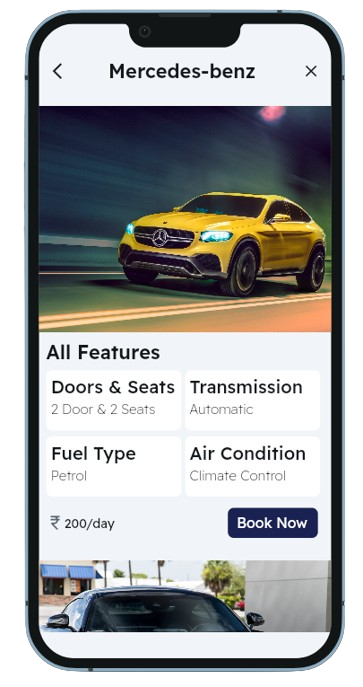 Mercedes-benz
All Features
Doors & Seats
2 Door & 2 Seats
Transmission
Automatic
Fuel Type
Petrol
Air Condition
Climate Control
₹ 200/day
Book Now